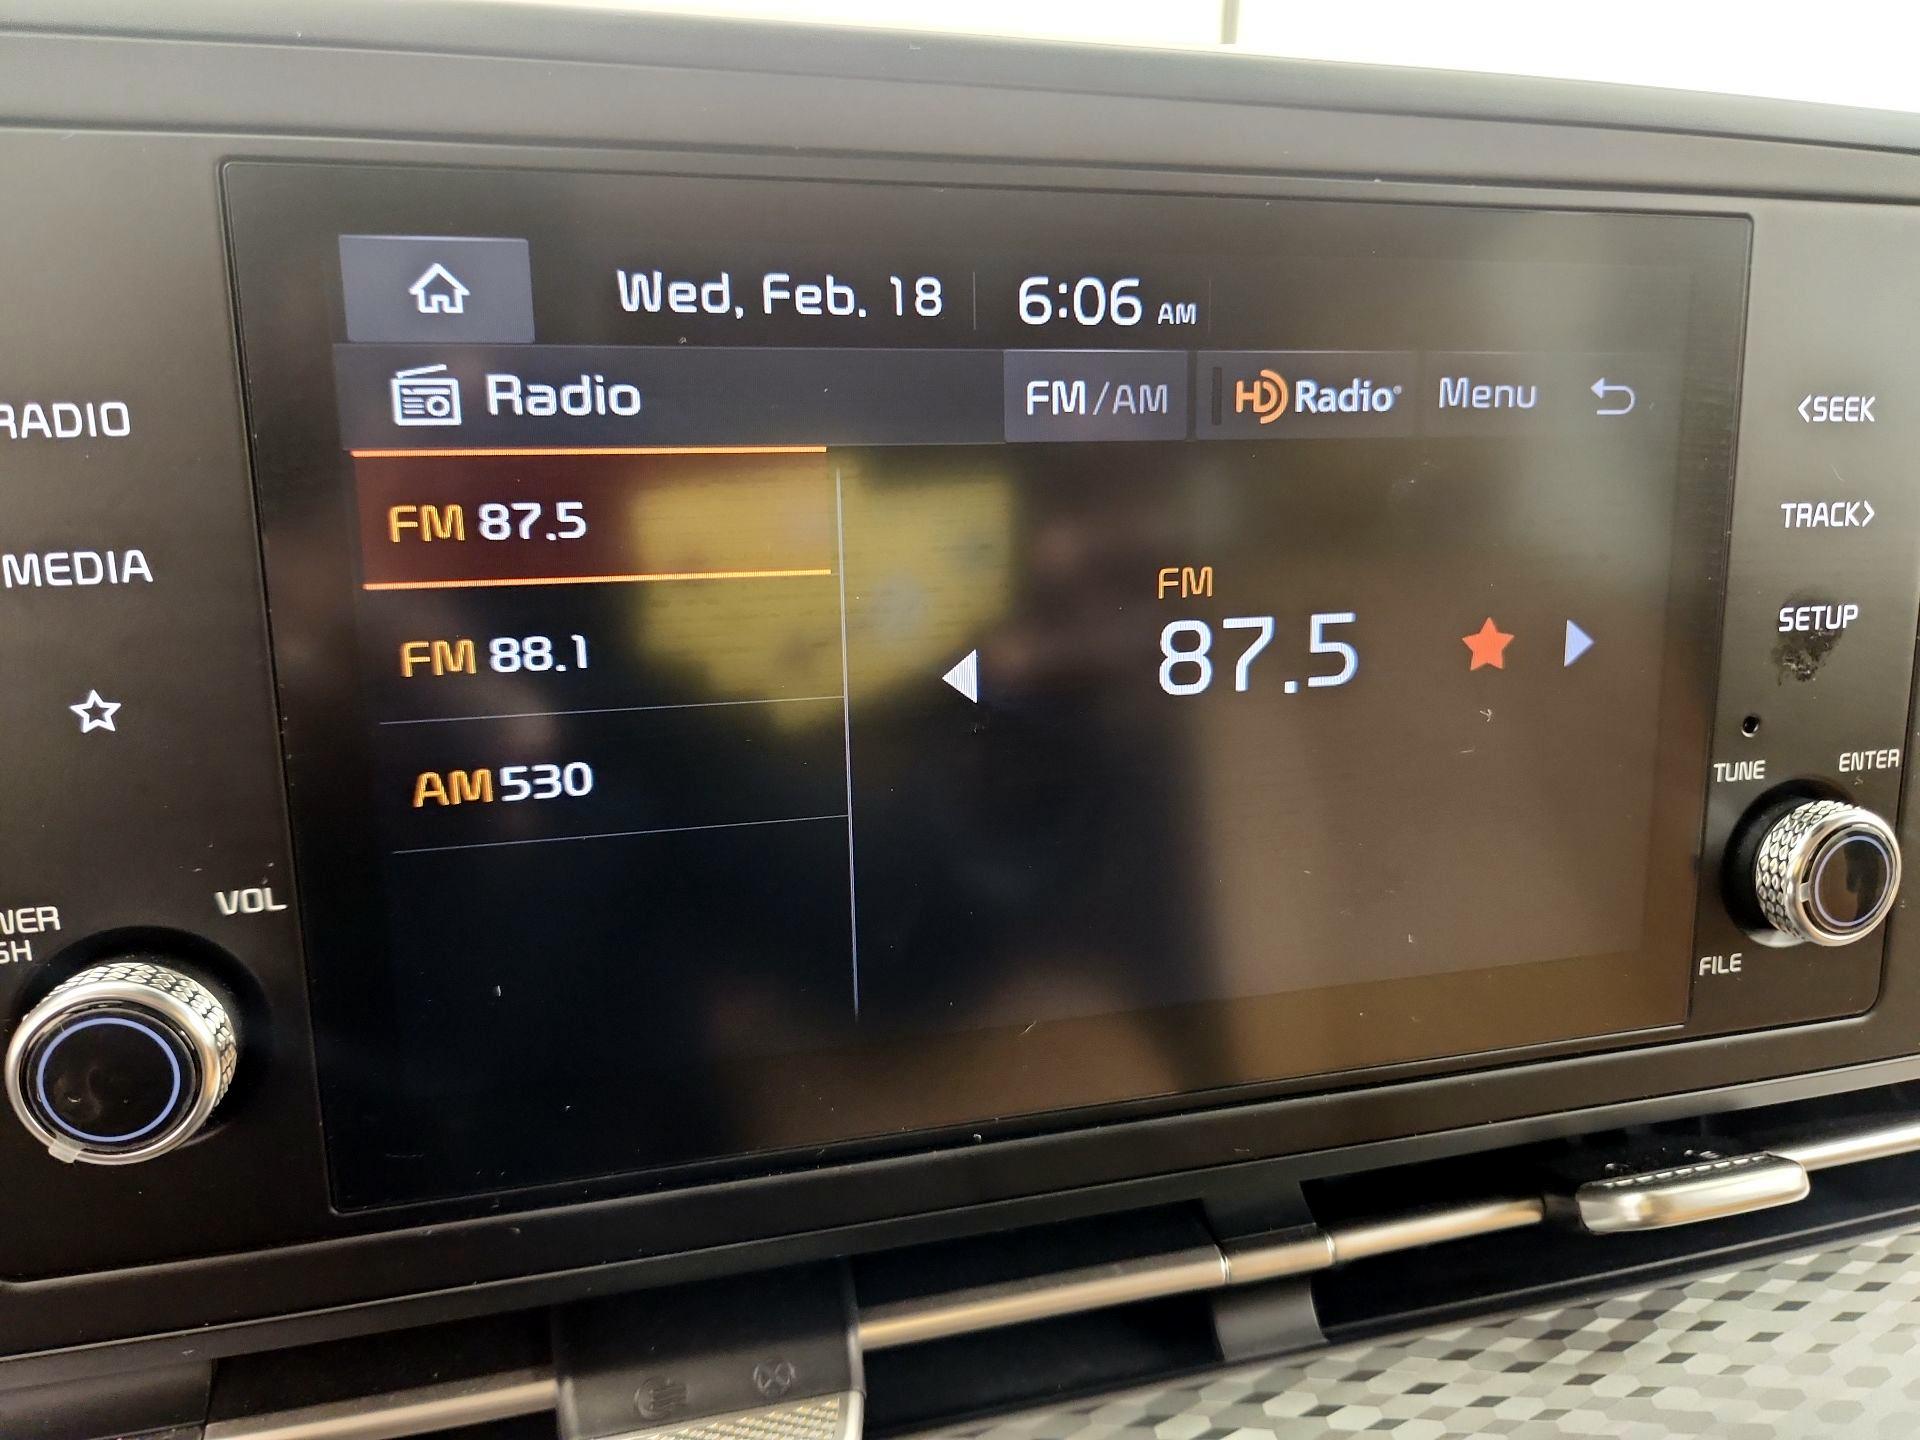 Wed, Feb. 18 6:06 AM
Radio FM/AM HD Radio Menu
FM 87.5
FM 88.1
AM 530
FM
87.5
RADIO
MEDIA
VOL
<SEEK
TRACK>
SETUP
TUNE
ENTER
FILE